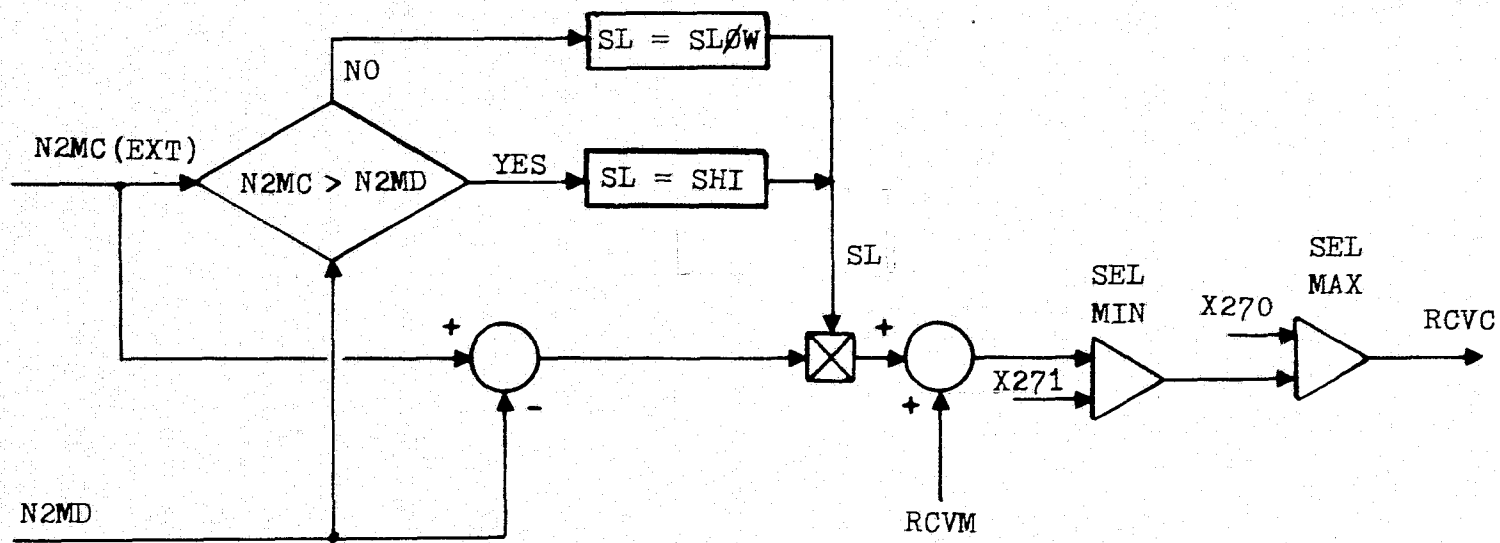 SL = SLØW
NO
N2MC(EXT)
N2MC > N2MD
YES
SL = SHI
SL
SEL
MIN
SEL
MAX
X270
RCVC
+
+
X271
-
+
N2MD
RCVM